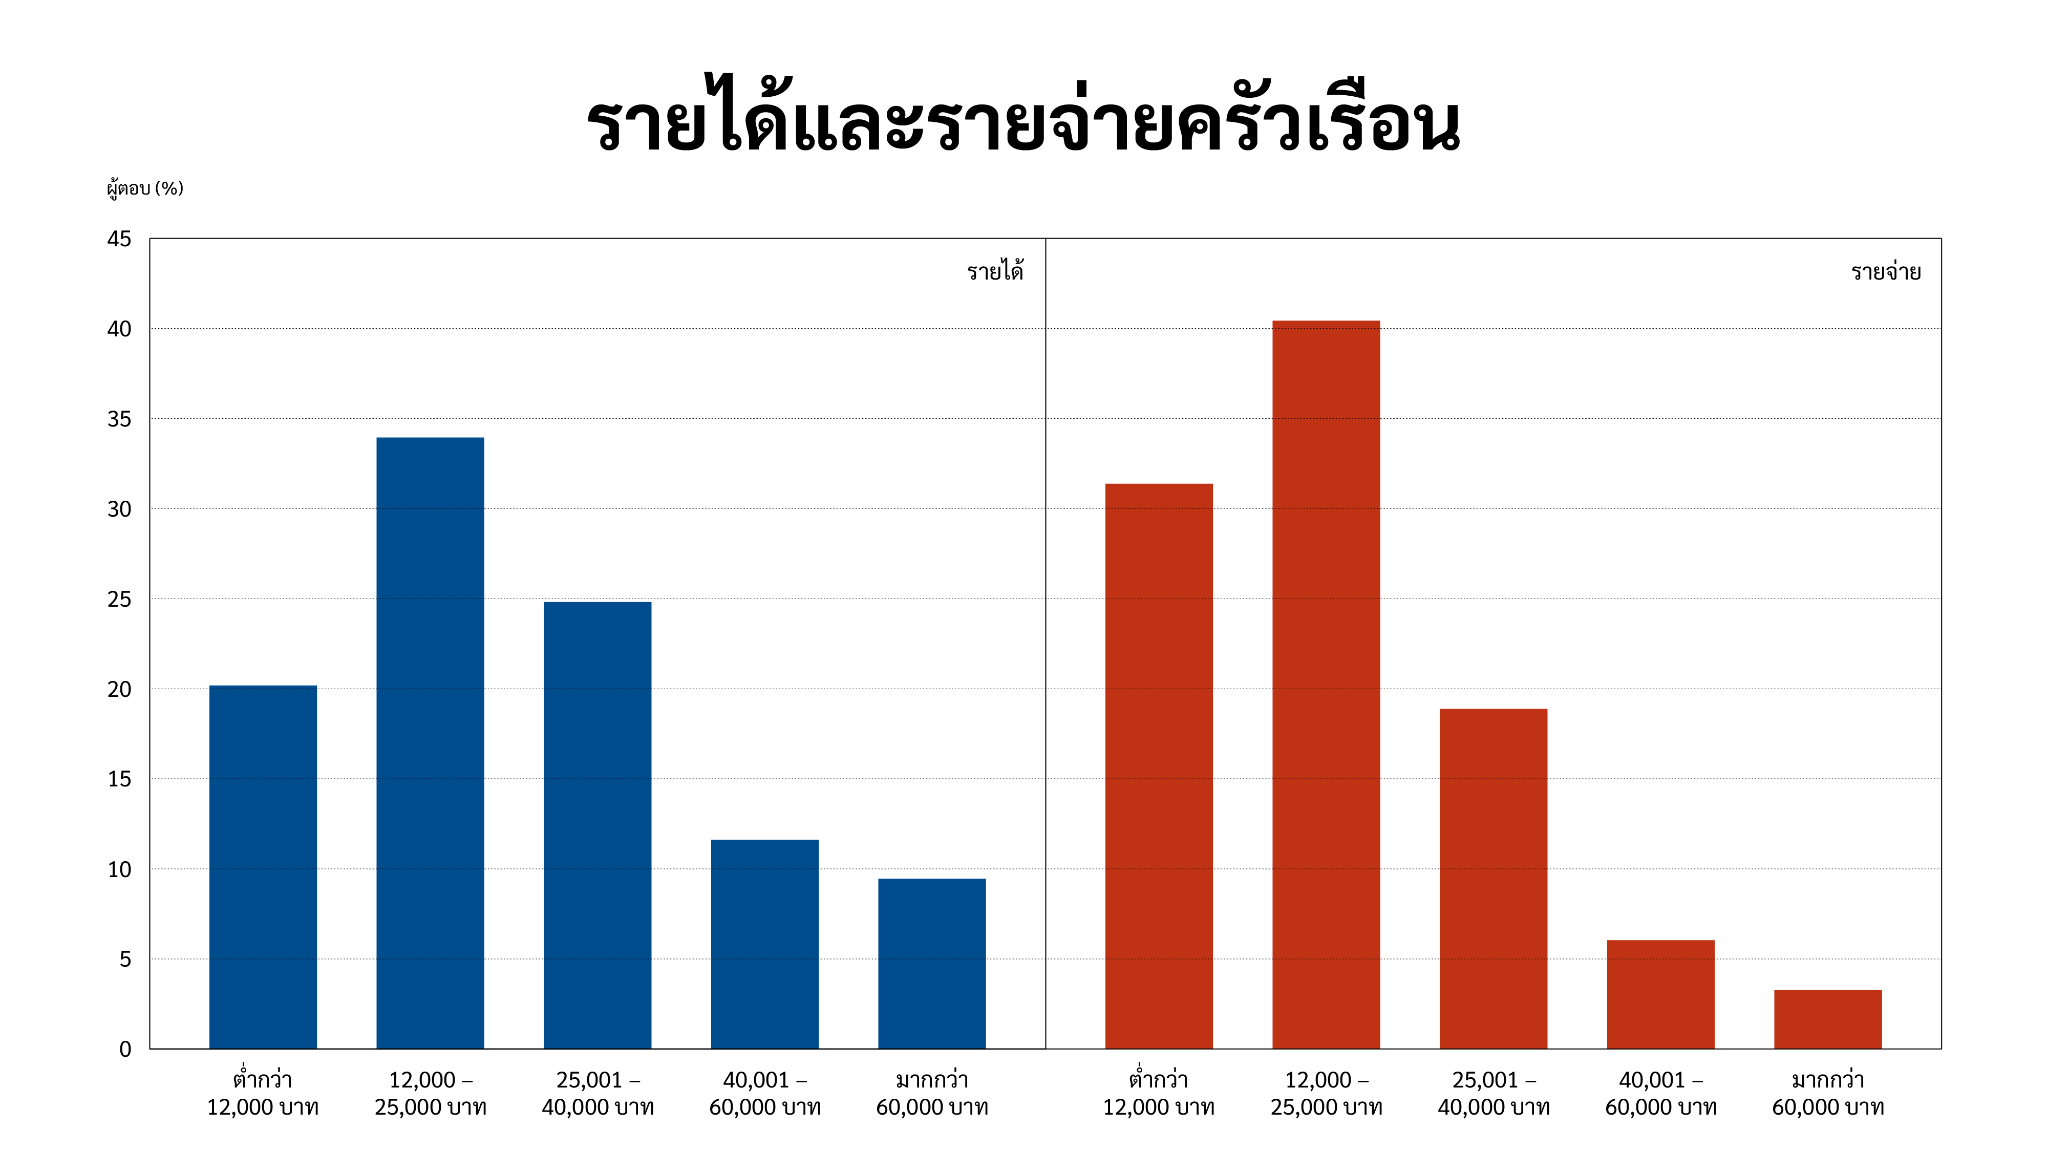 รายได้และรายจ่ายครัวเรือน
ผู้ตอบ (%)
45
40
35
30
25
20
15
10
5
0
รายได้
ต่ำกว่า
12,000 บาท
12,000 –
25,000 บาท
25,001 –
40,000 บาท
40,001 –
60,000 บาท
มากกว่า
60,000 บาท
รายจ่าย
ต่ำกว่า
12,000 บาท
12,000 –
25,000 บาท
25,001 –
40,000 บาท
40,001 –
60,000 บาท
มากกว่า
60,000 บาท